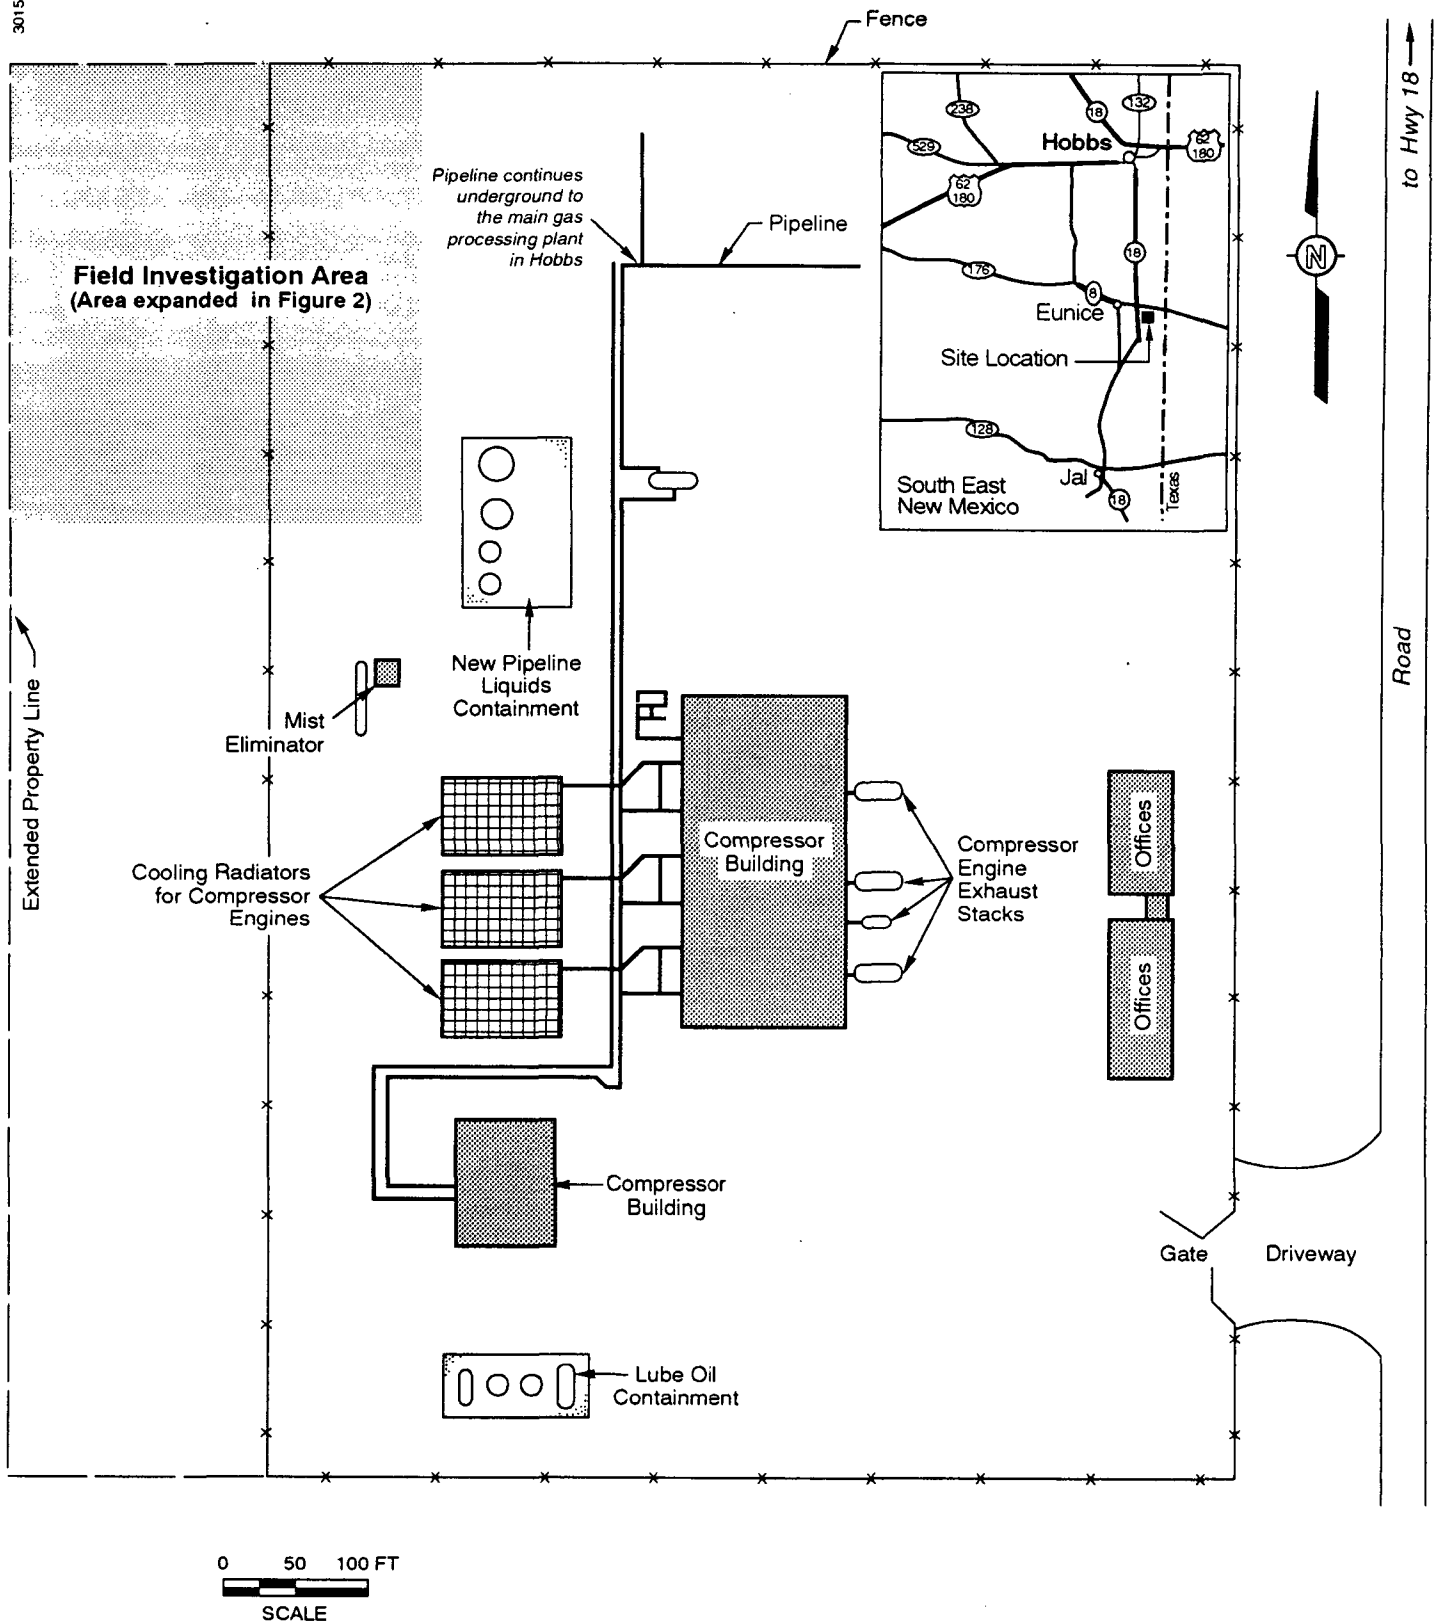 3015
Fence
to Hwy 18
Pipeline continues
underground to
the main gas
processing plant
in Hobbs
Pipeline
238
18
132
529
Hobbs
62
180
62
180
N
176
18
8
Eunice
Site Location
128
Jal
18
Texas
South East
New Mexico
Field Investigation Area
(Area expanded in Figure 2)
Road
Extended Property Line
New Pipeline
Liquids
Containment
Mist
Eliminator
Cooling Radiators
for Compressor
Engines
Compressor
Building
Compressor
Engine
Exhaust
Stacks
Offices
Offices
Compressor
Building
Gate
Driveway
Lube Oil
Containment
0 50 100 FT
SCALE